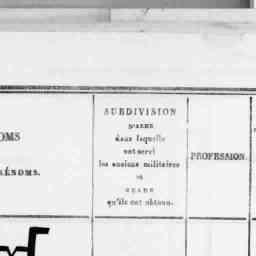 OMS
RÉNOMS.
SUBDIVISION
D'ARME
dans laquelle
ont servi
les anciens militaires
et
GRADE
qu'ils ont obtenu.
PROFESSION.